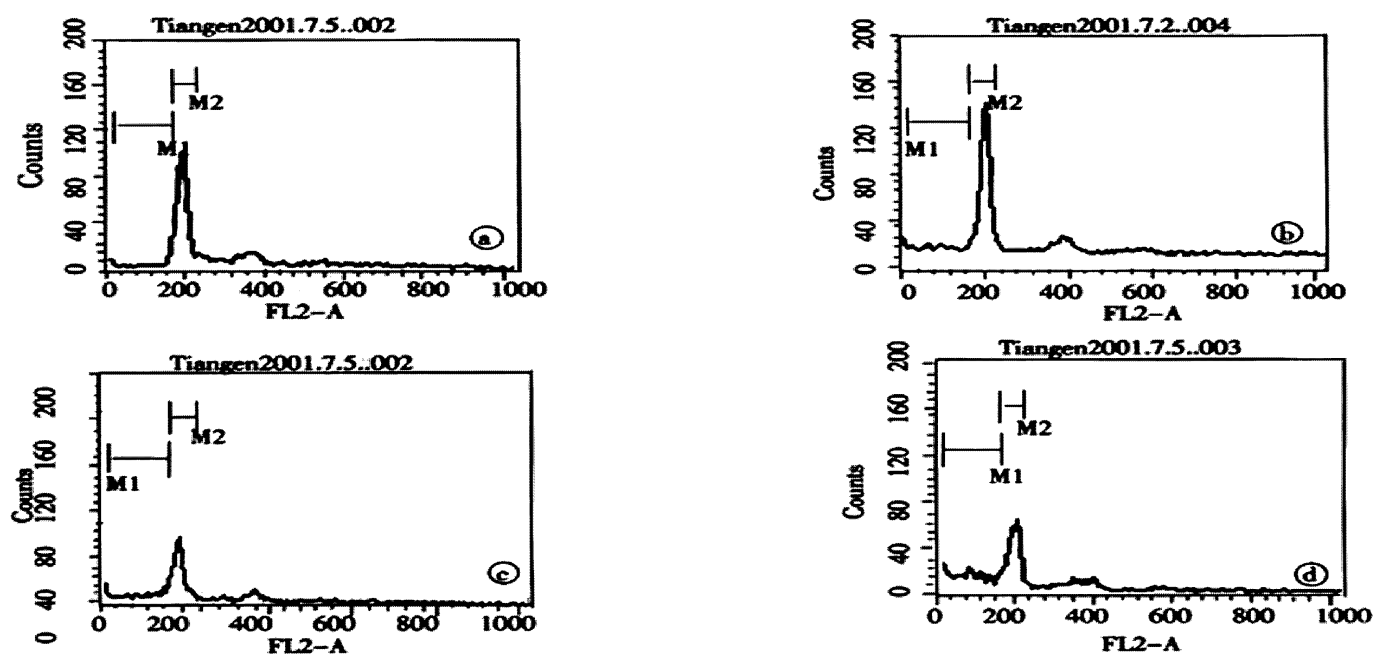 Tiangen2001.7.5..002
200
160
120
80
40
0
Counts
M2
M1
a
0 200 400 600 800 1000
FL2-A
Tiangen2001.7.2..004
200
160
120
80
40
0
Counts
M2
M1
b
0 200 400 600 800 1000
FL2-A
Tiangen2001.7.5..002
200
160
120
80
40
0
Counts
M2
M1
c
0 200 400 600 800 1000
FL2-A
Tiangen2001.7.5..003
200
160
120
80
40
0
Counts
M2
M1
d
0 200 400 600 800 1000
FL2-A